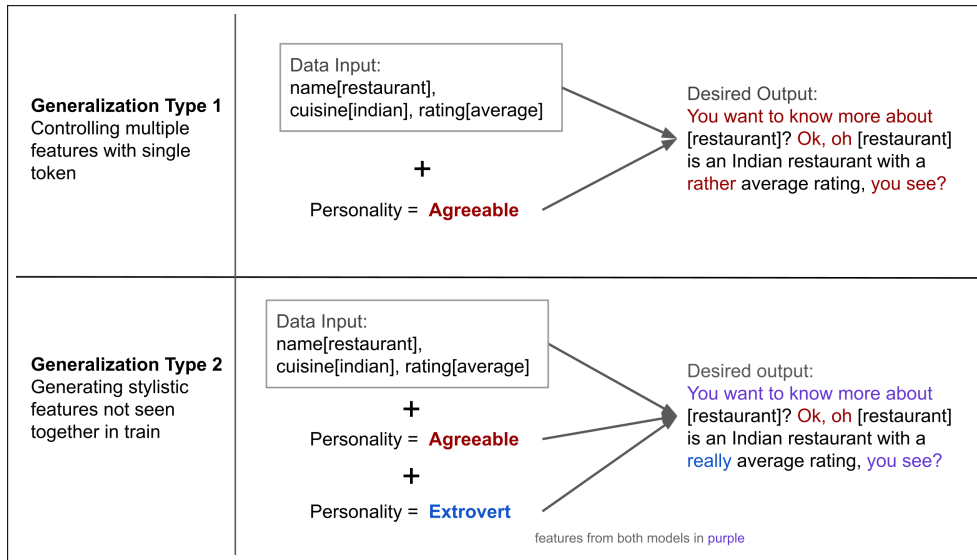 Generalization Type 1
Controlling multiple
features with single
token
Data Input:
name[restaurant],
cuisine[indian], rating[average]
+
Personality = Agreeable
Desired Output:
You want to know more about
[restaurant]? Ok, oh [restaurant]
is an Indian restaurant with a
rather average rating, you see?
Generalization Type 2
Generating stylistic
features not seen
together in train
Data Input:
name[restaurant],
cuisine[indian], rating[average]
+
Personality = Agreeable
+
Personality = Extrovert
Desired output:
You want to know more about
[restaurant]? Ok, oh [restaurant]
is an Indian restaurant with a
really average rating, you see?
features from both models in purple